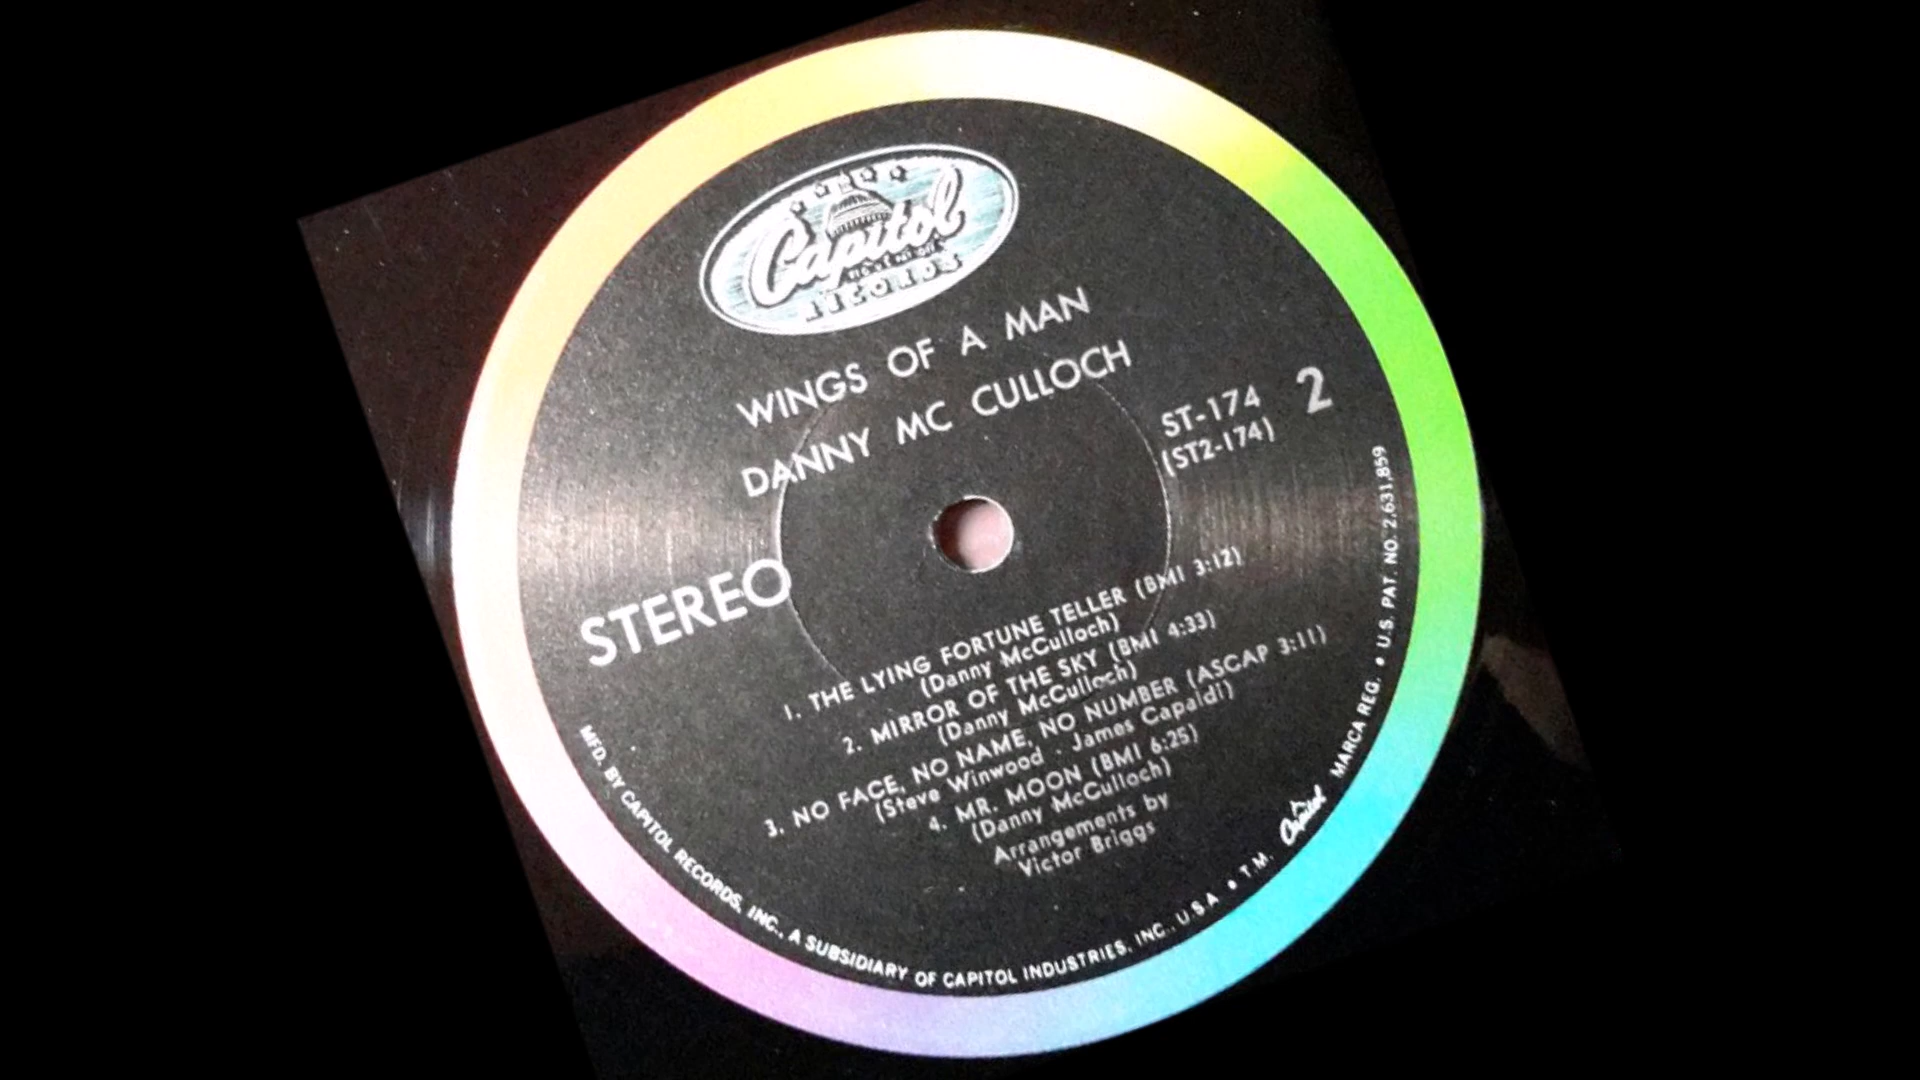 Capitol
RECORDS
WINGS OF A MAN
DANNY MC CULLOCH
ST-174
(ST2-174)
2
STEREO
1. THE LYING FORTUNE TELLER (BMI 3:12)
(Danny McCulloch)
2. MIRROR OF THE SKY (BMI 4:33)
(Danny McCulloch)
3. NO FACE, NO NAME, NO NUMBER (ASCAP 3:11)
(Steve Winwood - James Capaldi)
4. MR. MOON (BMI 6:25)
(Danny McCulloch)
Arrangements by
Victor Briggs
MFD. BY CAPITOL RECORDS, INC., A SUBSIDIARY OF CAPITOL INDUSTRIES, INC., U.S.A. • T.M. Capitol MARCA REG. • U.S. PAT. NO. 2,631,859